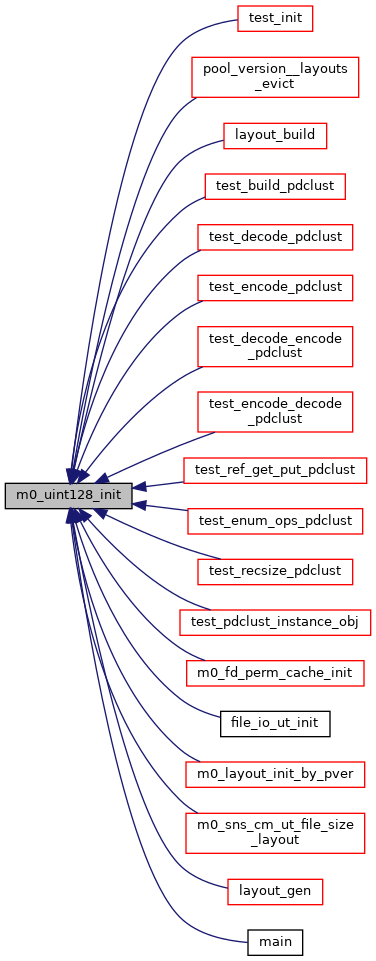 test_init
pool_version__layouts
_evict
layout_build
test_build_pdclust
test_decode_pdclust
test_encode_pdclust
test_decode_encode
_pdclust
test_encode_decode
_pdclust
test_ref_get_put_pdclust
m0_uint128_init
test_enum_ops_pdclust
test_recsize_pdclust
test_pdclust_instance_obj
m0_fd_perm_cache_init
file_io_ut_init
m0_layout_init_by_pver
m0_sns_cm_ut_file_size
_layout
layout_gen
main